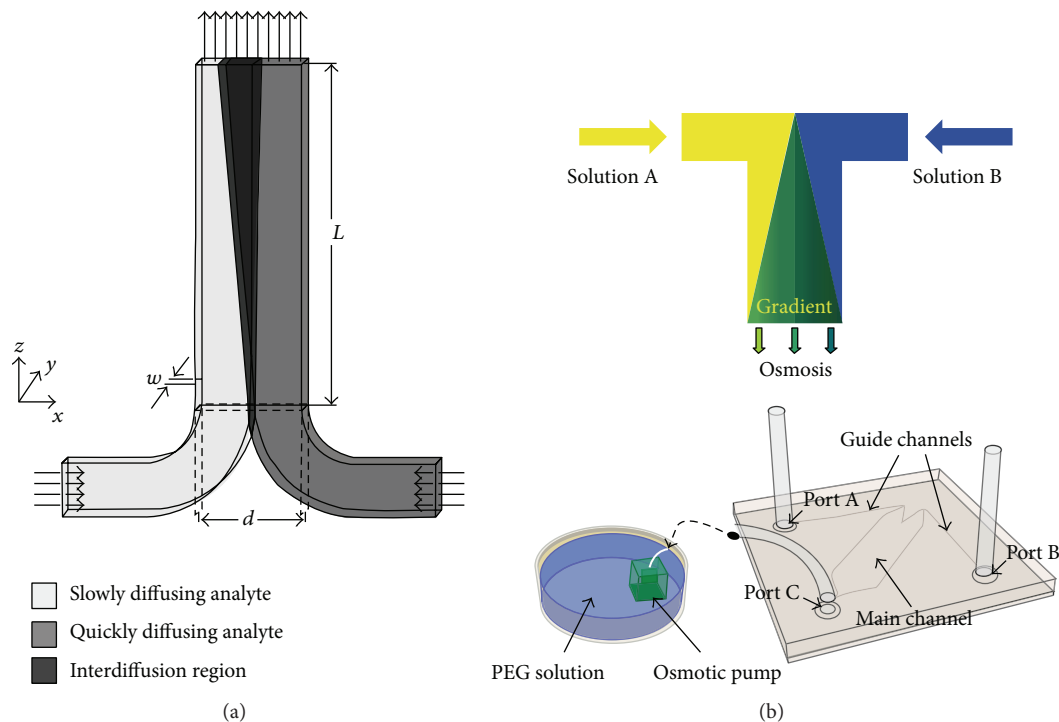 L
z
y
w
x
d
Slowly diffusing analyte
Quickly diffusing analyte
Interdiffusion region
(a)
Solution A
Solution B
Gradient
Osmosis
Guide channels
Port A
Port B
Port C
Main channel
PEG solution
Osmotic pump
(b)